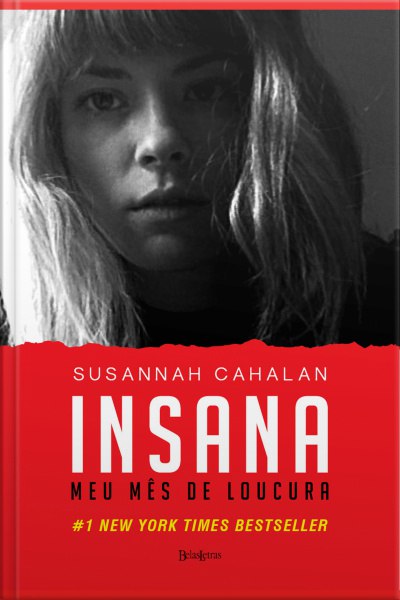 SUSANNAH CAHALAN
INSANA
MEU MÊS DE LOUCURA
#1 NEW YORK TIMES BESTSELLER
BelasLetras